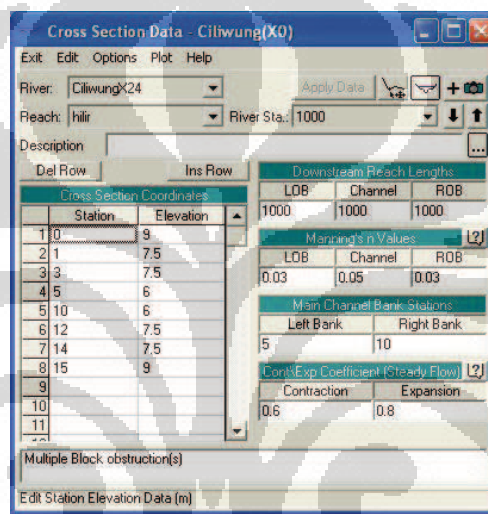 Cross Section Data - Ciliwung(X0)
Exit Edit Options Plot Help
River: CiliwungX24 Apply Data
Reach: hilir River Sta.: 1000
Description ...
Del Row Ins Row
Cross Section Coordinates
Station Elevation
1 0 9
2 1 7.5
3 3 7.5
4 5 6
5 10 6
6 12 7.5
7 14 7.5
8 15 9
9
10
11
Downstream Reach Lengths
LOB Channel ROB
1000 1000 1000
Manning's n Values ?
LOB Channel ROB
0.03 0.05 0.03
Main Channel Bank Stations
Left Bank Right Bank
5 10
Cont\Exp Coefficient (Steady Flow) ?
Contraction Expansion
0.6 0.8
Multiple Block obstruction(s)
Edit Station Elevation Data (m)